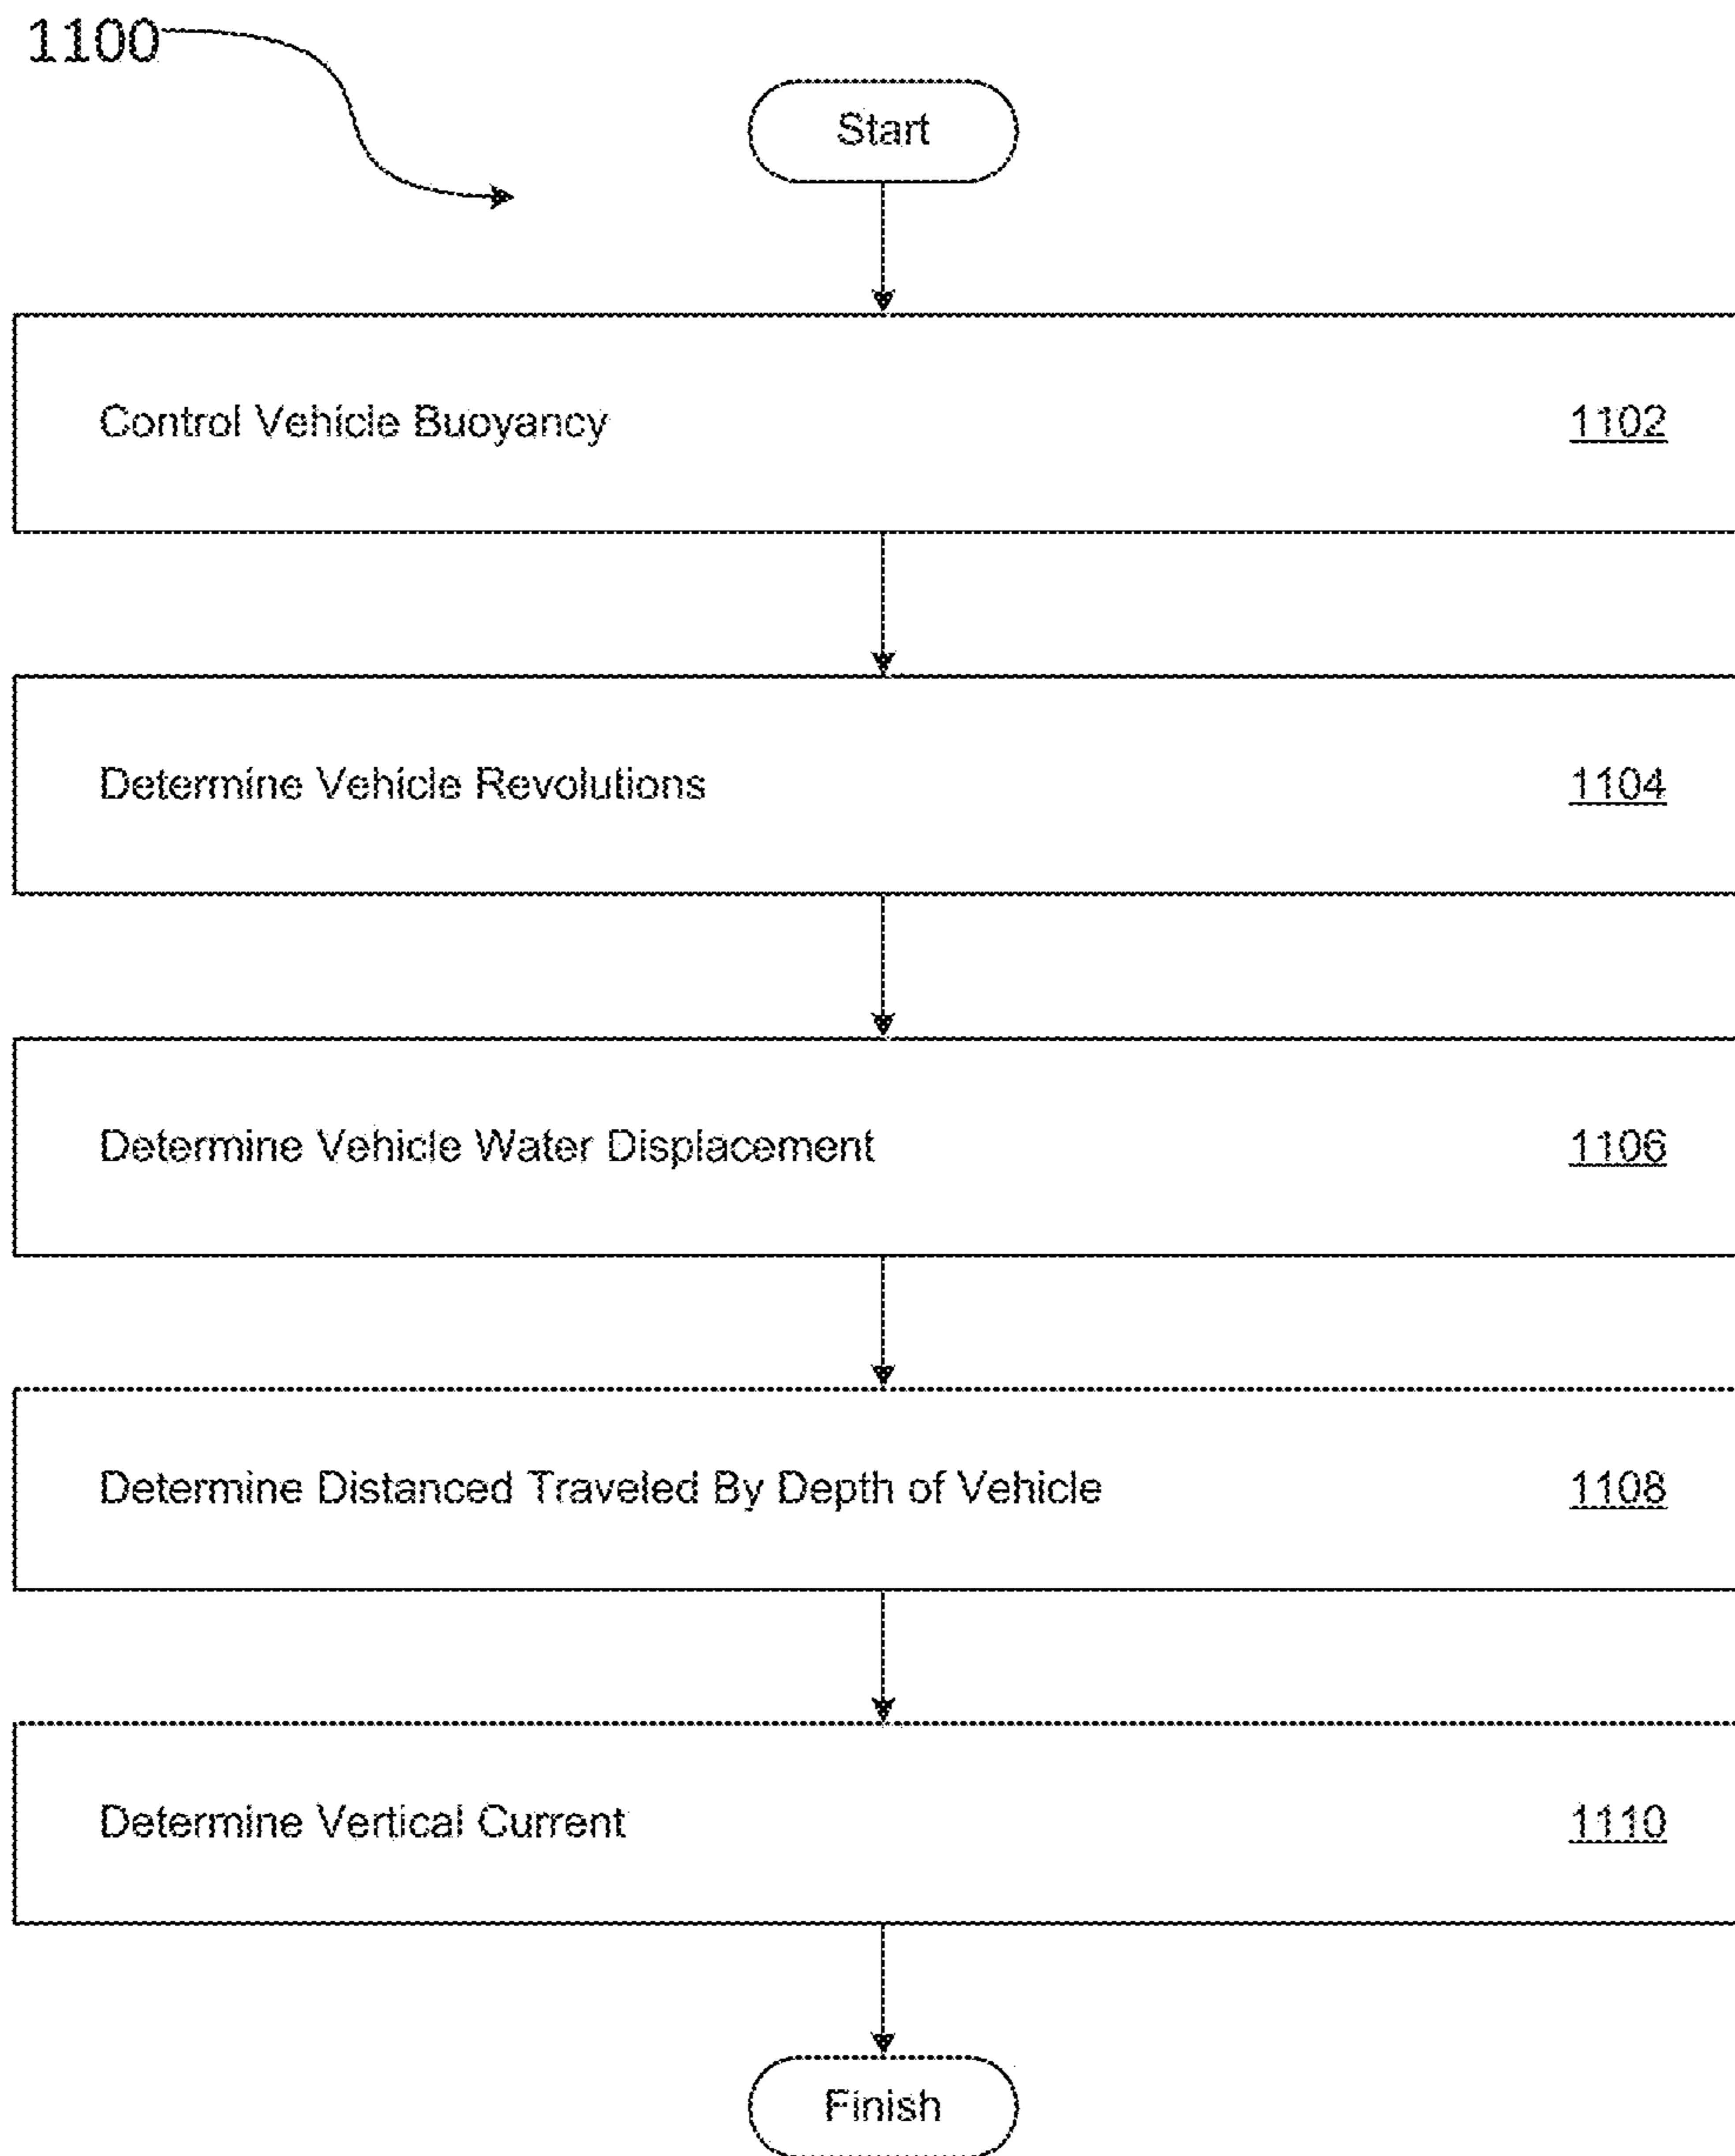 1100
Start
Control Vehicle Buoyancy 1102
Determine Vehicle Revolutions 1104
Determine Vehicle Water Displacement 1106
Determine Distanced Traveled By Depth of Vehicle 1108
Determine Vertical Current 1110
Finish